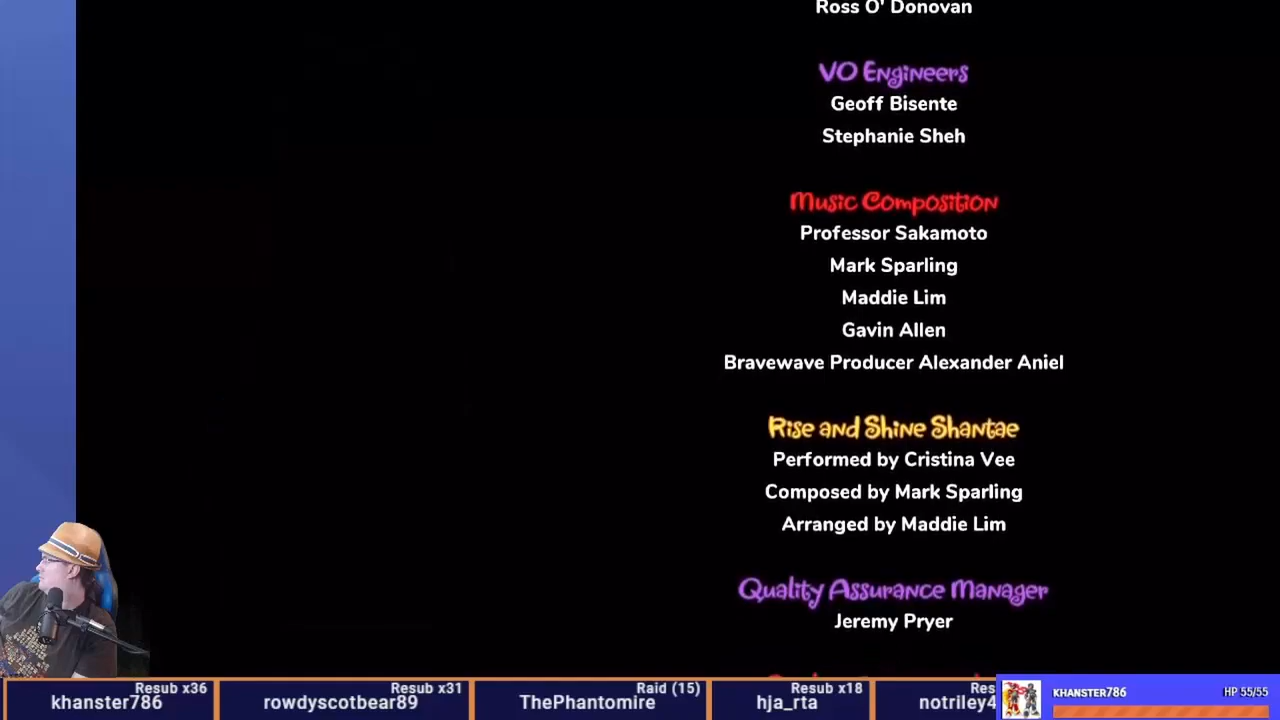 Ross O' Donovan
VO Engineers
Geoff Bisente
Stephanie Sheh
Music Composition
Professor Sakamoto
Mark Sparling
Maddie Lim
Gavin Allen
Bravewave Producer Alexander Aniel
Rise and Shine Shantae
Performed by Cristina Vee
Composed by Mark Sparling
Arranged by Maddie Lim
Quality Assurance Manager
Jeremy Pryer
Resub x36
khanster786
Resub x31
rowdyscotbear89
Raid (15)
ThePhantomire
Resub x18
hja_rta
Res
notriley4
KHANSTER786
HP 55/55